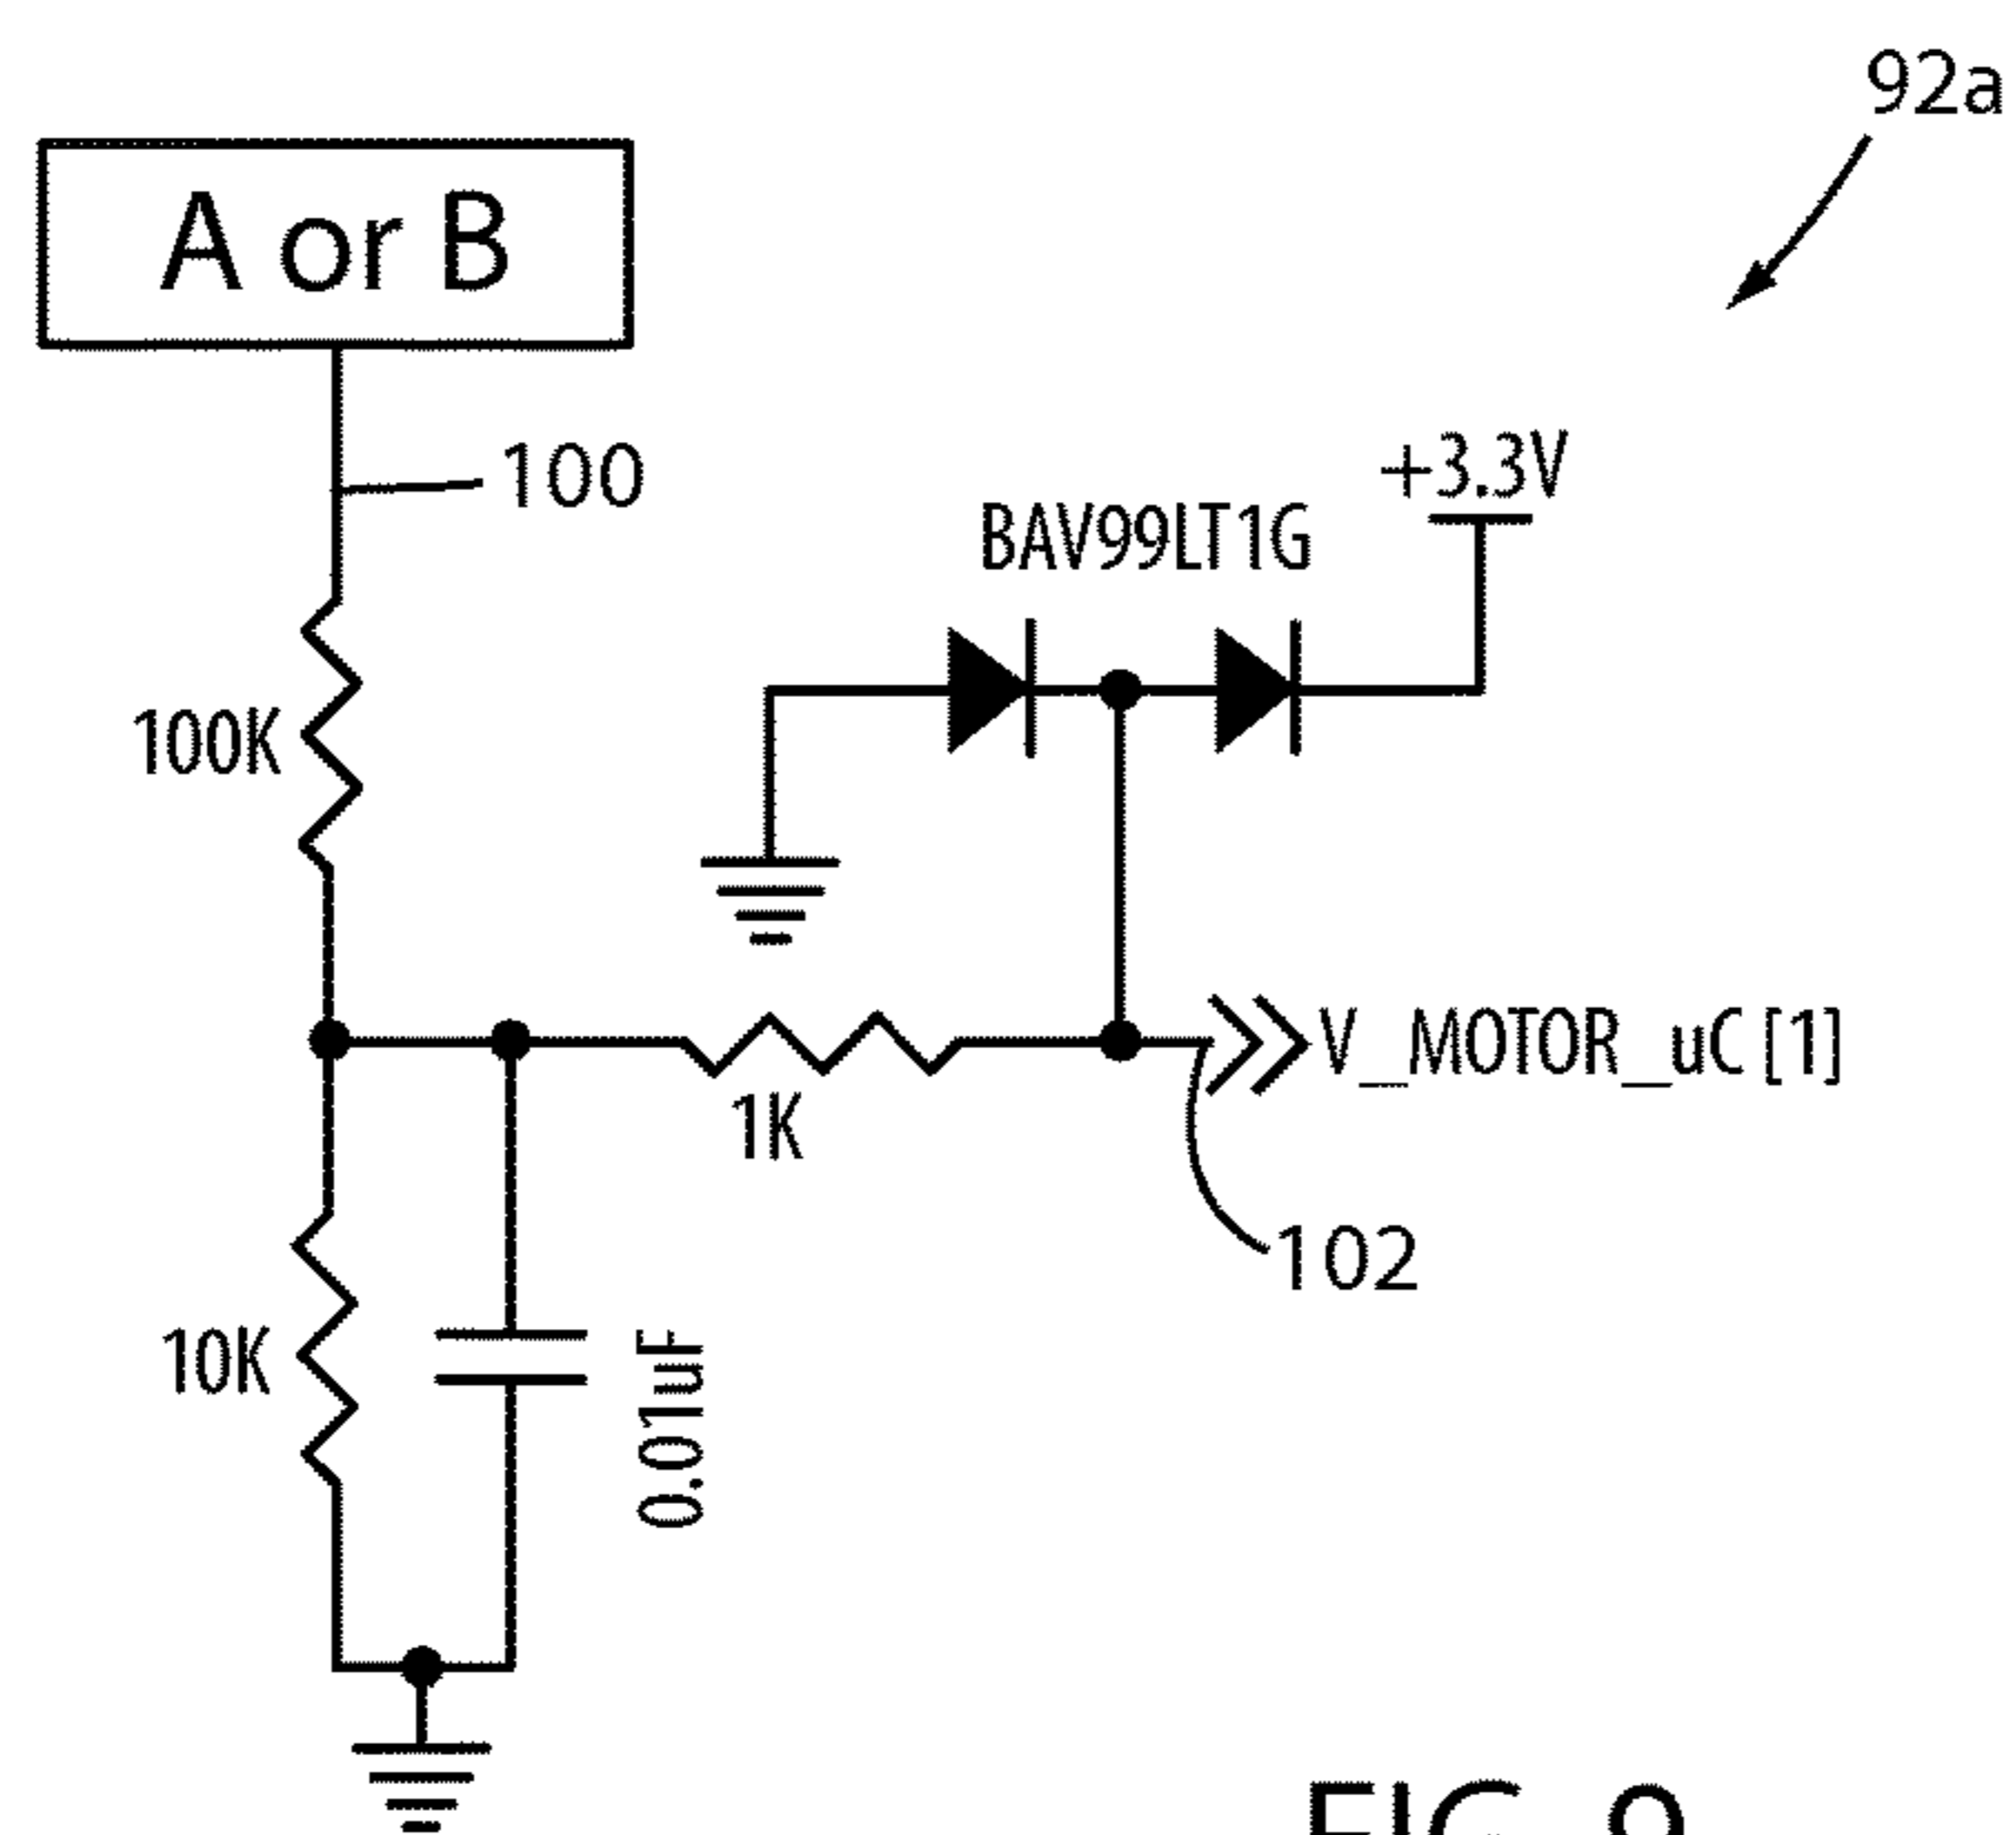 92a
A or B
100
+3.3V
BAV99LT1G
100K
V_MOTOR_uC [1]
1K
102
10K
0.01uF